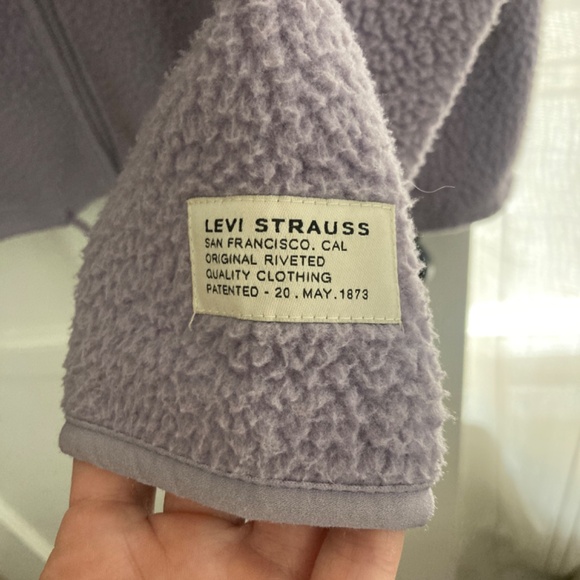 LEVI STRAUSS
SAN FRANCISCO. CAL
ORIGINAL RIVETED
QUALITY CLOTHING
PATENTED - 20 . MAY . 1873